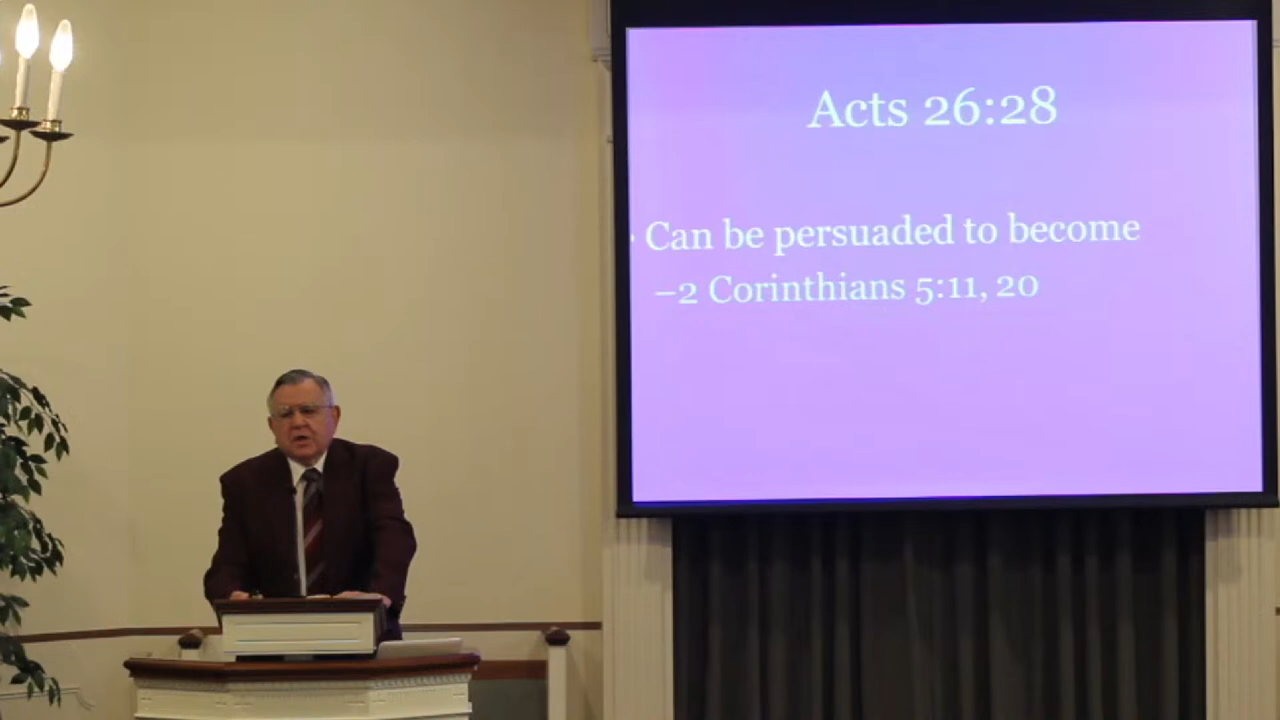 Acts 26:28
· Can be persuaded to become
–2 Corinthians 5:11, 20